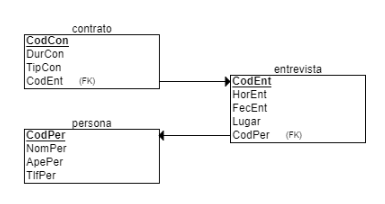 contrato
CodCon
DurCon
TipCon
CodEnt (FK)
entrevista
CodEnt
HorEnt
FecEnt
Lugar
CodPer (FK)
persona
CodPer
NomPer
ApePer
TlfPer